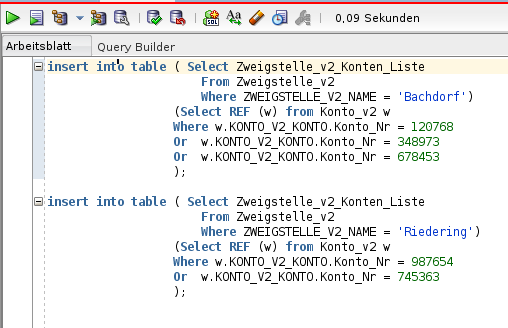 SQL Aa 0,09 Sekunden
Arbeitsblatt Query Builder
insert into table ( Select Zweigstelle_v2_Konten_Liste
From Zweigstelle_v2
Where ZWEIGSTELLE_V2_NAME = 'Bachdorf')
(Select REF (w) from Konto_v2 w
Where w.KONTO_V2_KONTO.Konto_Nr = 120768
Or w.KONTO_V2_KONTO.Konto_Nr = 348973
Or w.KONTO_V2_KONTO.Konto_Nr = 678453
);
insert into table ( Select Zweigstelle_v2_Konten_Liste
From Zweigstelle_v2
Where ZWEIGSTELLE_V2_NAME = 'Riedering')
(Select REF (w) from Konto_v2 w
Where w.KONTO_V2_KONTO.Konto_Nr = 987654
Or w.KONTO_V2_KONTO.Konto_Nr = 745363
);